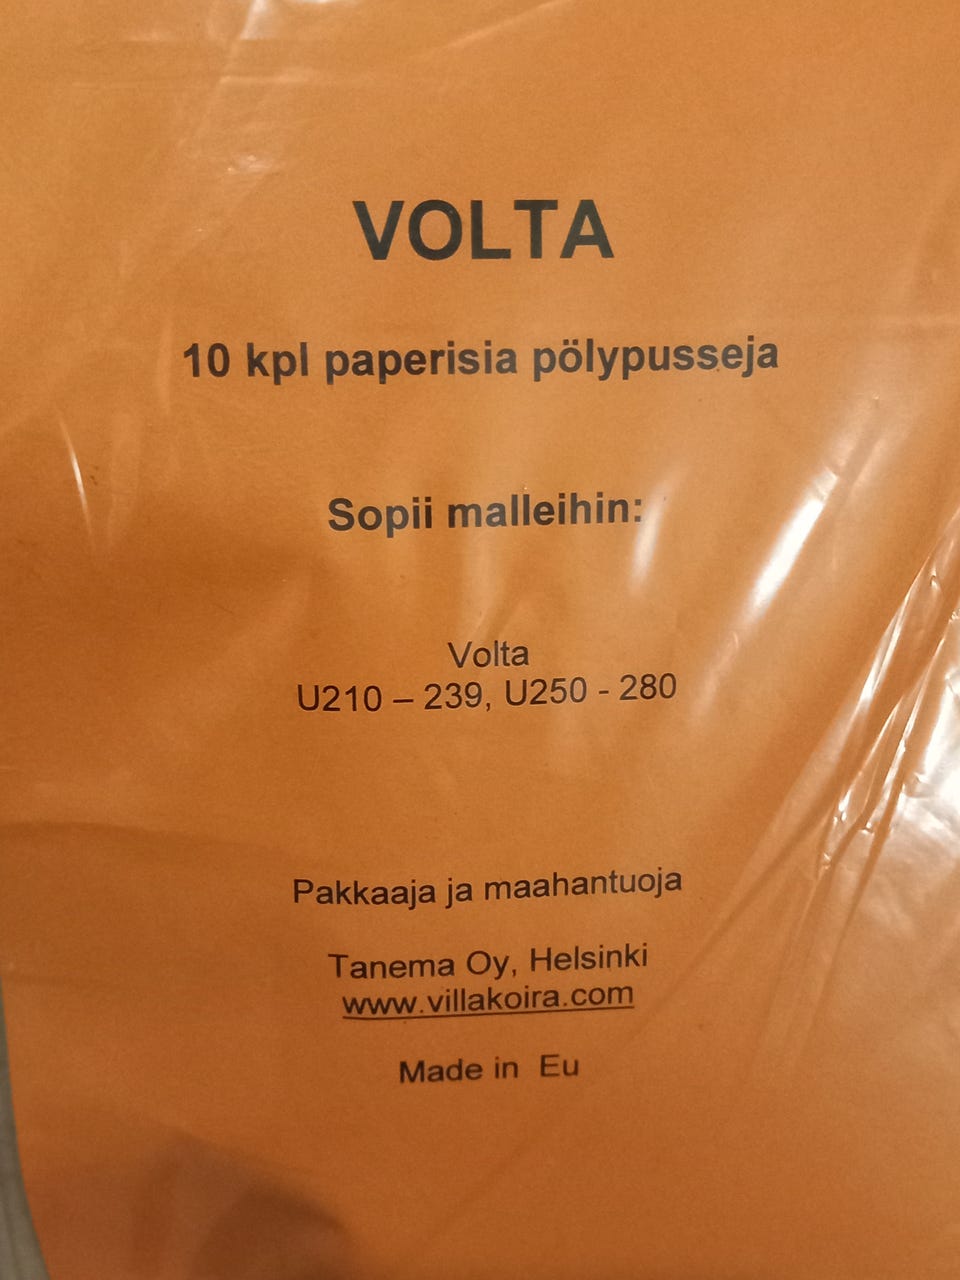 VOLTA
10 kpl paperisia pölypusseja
Sopii malleihin:
Volta
U210 – 239, U250 - 280
Pakkaaja ja maahantuoja
Tanema Oy, Helsinki
www.villakoira.com
Made in Eu